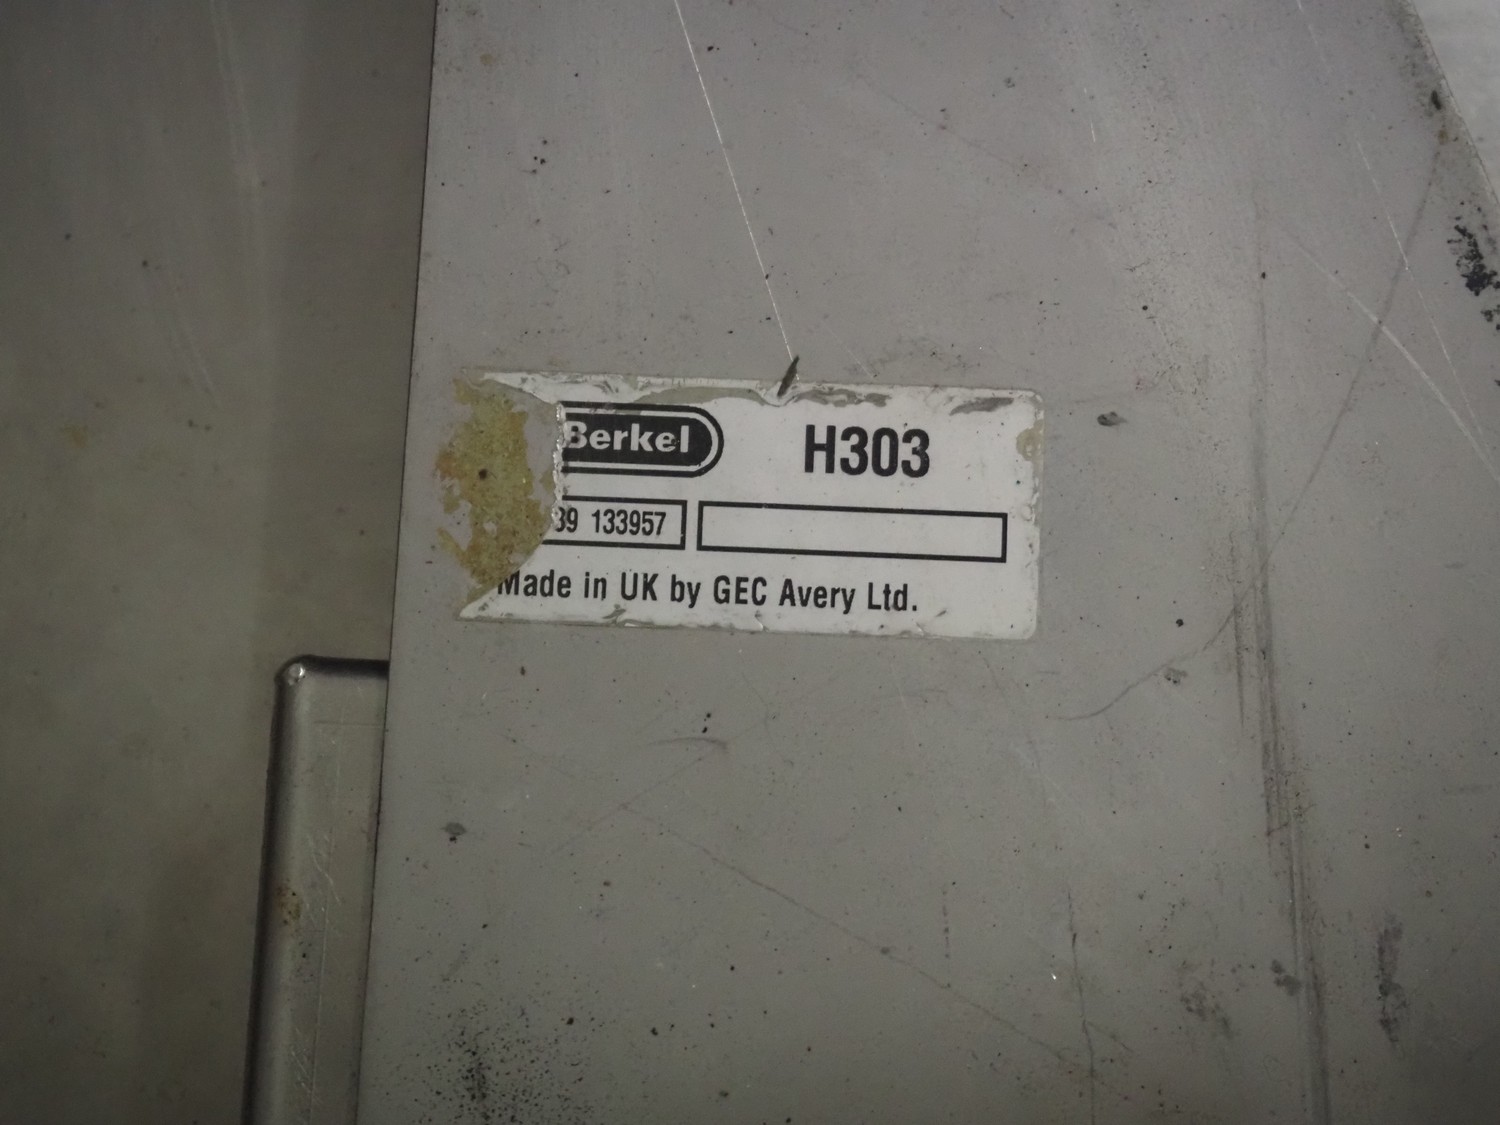 Berkel H303
39 133957
Made in UK by GEC Avery Ltd.